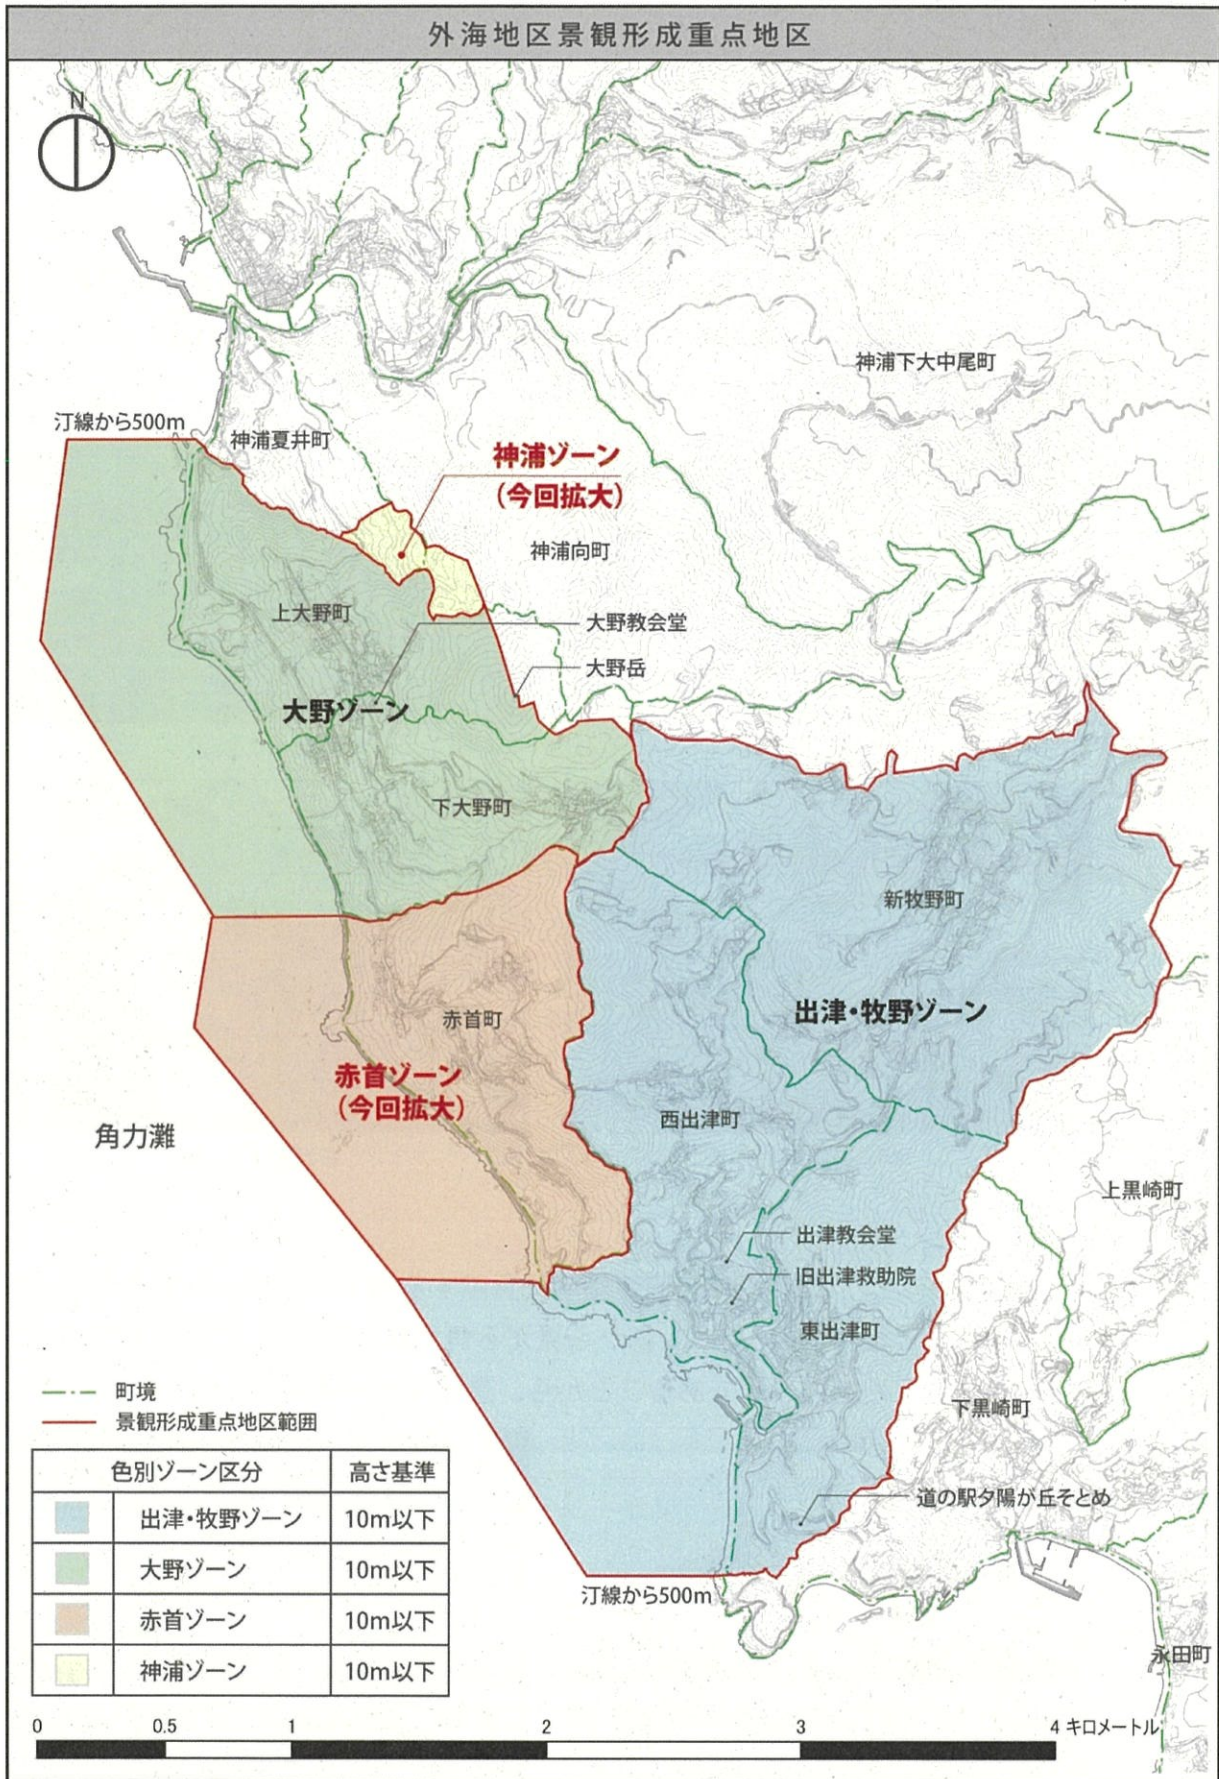 外海地区景観形成重点地区
N
神浦下大中尾町
汀線から500m
神浦夏井町
神浦ゾーン
(今回拡大)
神浦向町
上大野町
大野教会堂
大野岳
大野ゾーン
下大野町
新牧野町
出津・牧野ゾーン
赤首町
赤首ゾーン
(今回拡大)
西出津町
角力灘
上黒崎町
出津教会堂
旧出津救助院
東出津町
下黒崎町
道の駅夕陽が丘そとめ
汀線から500m
永田町
町境
景観形成重点地区範囲
色別ゾーン区分 高さ基準
出津・牧野ゾーン 10m以下
大野ゾーン 10m以下
赤首ゾーン 10m以下
神浦ゾーン 10m以下
0 0.5 1 2 3 4 キロメートル